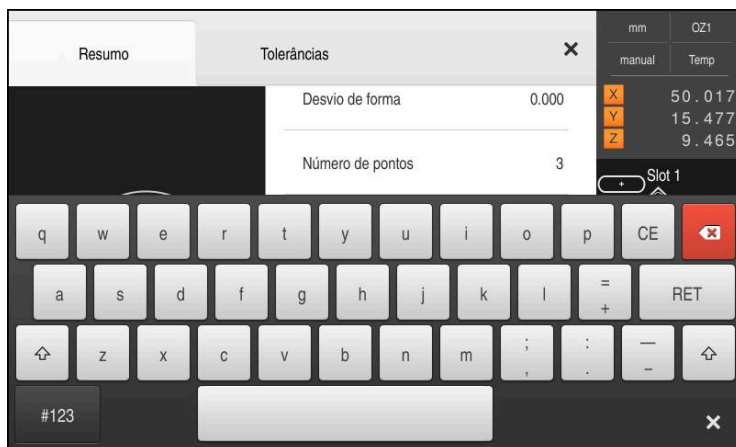 Resumo Tolerâncias × mm OZ1
manual Temp
Desvio de forma 0.000
X 50.017
Y 15.477
Z 9.465
Número de pontos 3
Slot 1
q w e r t y u i o p CE
a s d f g h j k l = + RET
z x c v b n m ; , : . — –
#123 ×